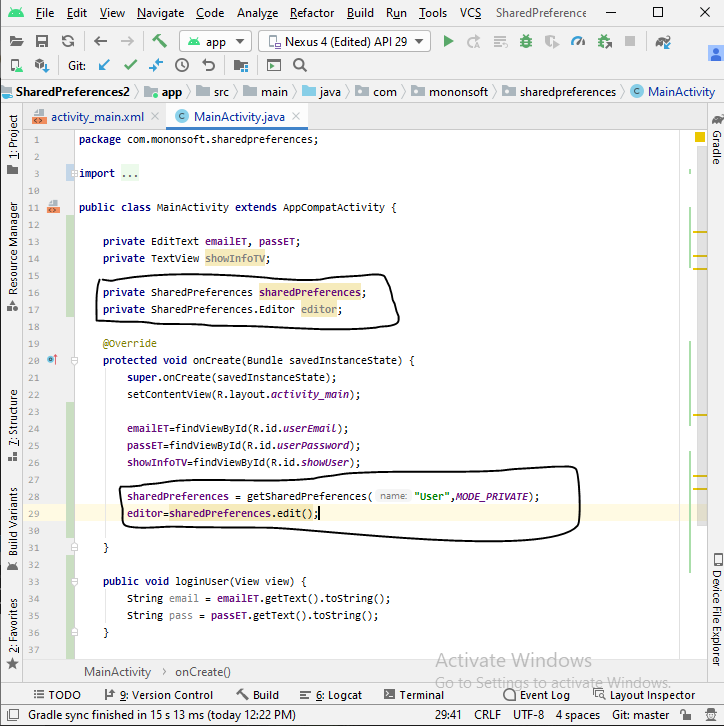 File Edit View Navigate Code Analyze Refactor Build Run Tools VCS SharedPreference
app Nexus 4 (Edited) API 29
Git:
SharedPreferences2 app src main java com mononsoft sharedpreferences MainActivity
activity_main.xml MainActivity.java
1: Project
Resource Manager
7: Structure
Build Variants
2: Favorites
Gradle
Device File Explorer
1 package com.mononsoft.sharedpreferences;
2
3 import ...
10
11 public class MainActivity extends AppCompatActivity {
12
13 private EditText emailET, passET;
14 private TextView showInfoTV;
15
16 private SharedPreferences sharedPreferences;
17 private SharedPreferences.Editor editor;
18
19 @Override
20 protected void onCreate(Bundle savedInstanceState) {
21 super.onCreate(savedInstanceState);
22 setContentView(R.layout.activity_main);
23
24 emailET=findViewById(R.id.userEmail);
25 passET=findViewById(R.id.userPassword);
26 showInfoTV=findViewById(R.id.showUser);
27
28 sharedPreferences = getSharedPreferences( name: "User",MODE_PRIVATE);
29 editor=sharedPreferences.edit();
30
31 }
32
33 public void loginUser(View view) {
34 String email = emailET.getText().toString();
35 String pass = passET.getText().toString();
36 }
37
MainActivity onCreate()
Activate Windows
Go to Settings to activate Windows.
TODO 9: Version Control Build 6: Logcat Terminal Event Log Layout Inspector
Gradle sync finished in 15 s 13 ms (today 12:22 PM) 29:41 CRLF UTF-8 4 spaces Git: master